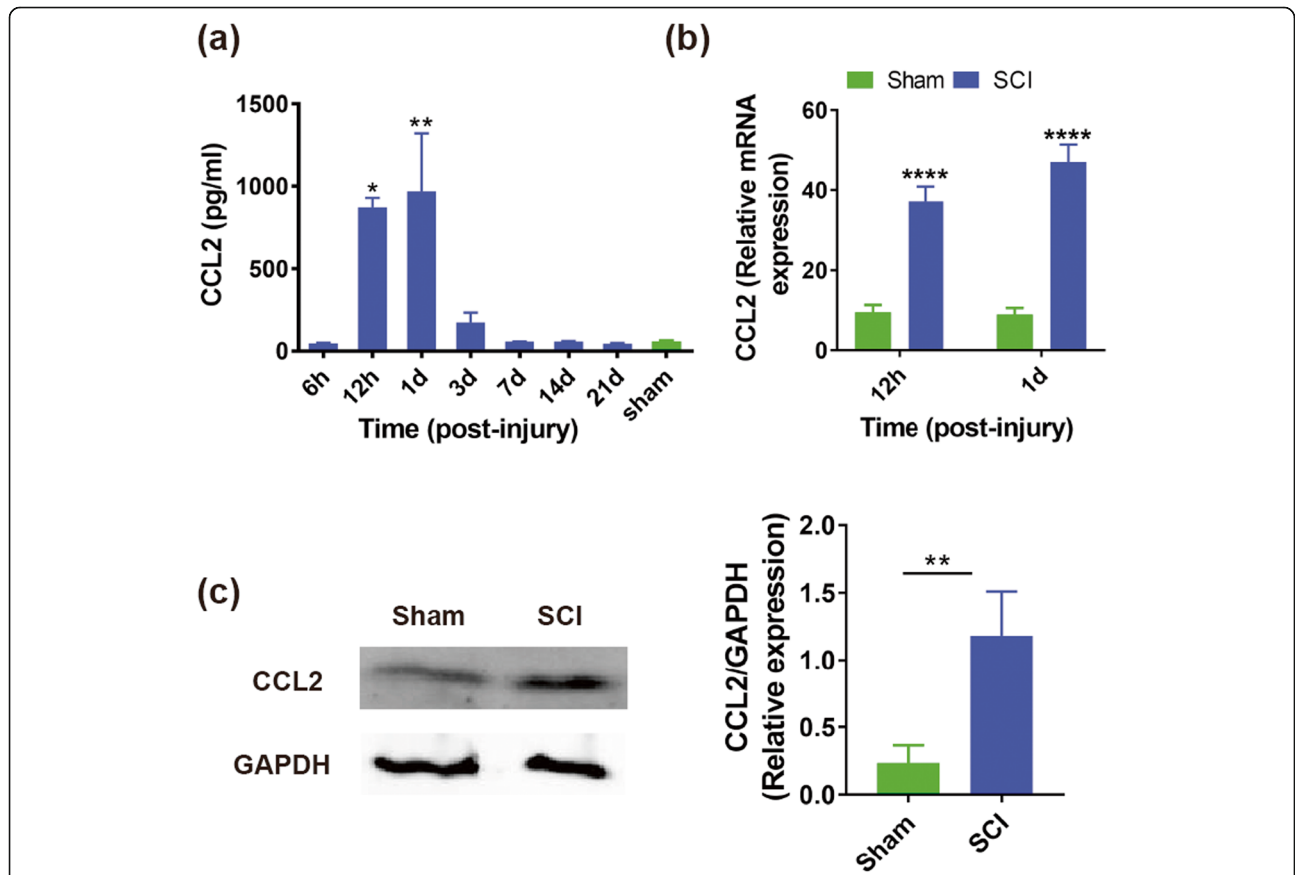 (a)
CCL2 (pg/ml)
1500
1000
500
0
*
**
6h
12h
1d
3d
7d
14d
21d
sham
Time (post-injury)
(b)
Sham
SCI
CCL2 (Relative mRNA
expression)
60
40
20
0
****
****
12h
1d
Time (post-injury)
(c)
Sham
SCI
CCL2
GAPDH
CCL2/GAPDH
(Relative expression)
2.0
1.5
1.0
0.5
0.0
**
Sham
SCI